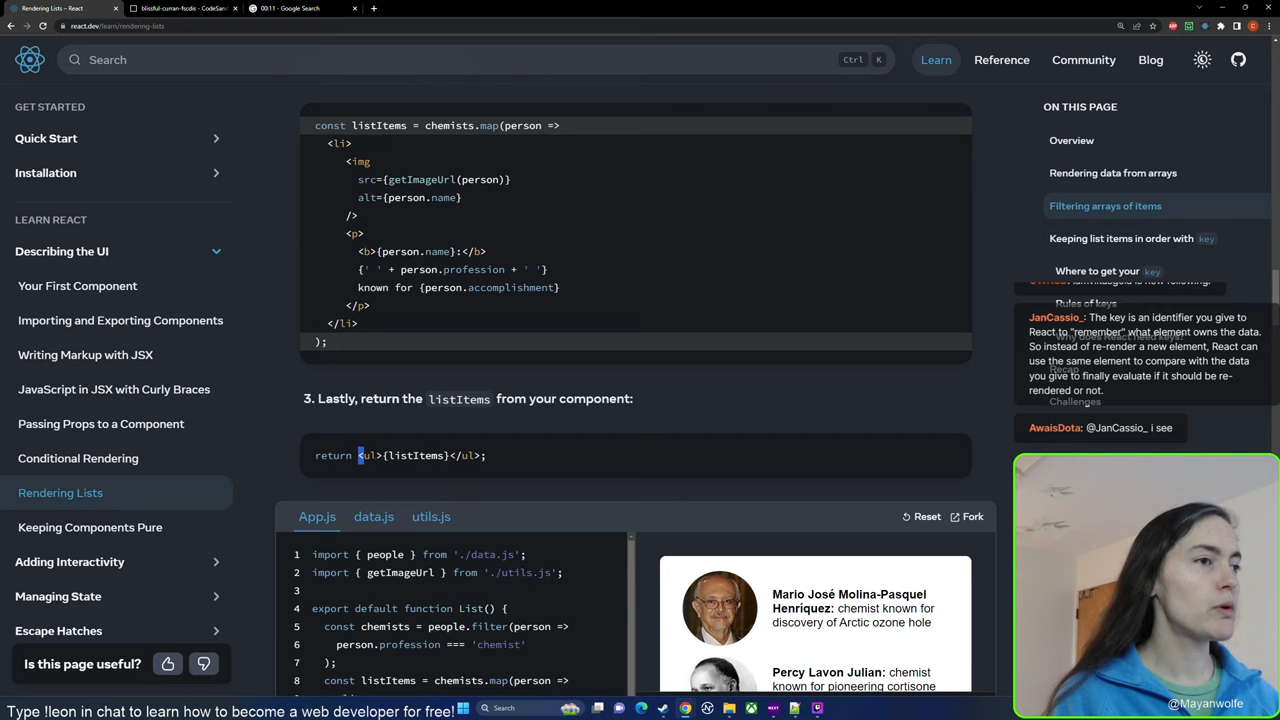 Rendering Lists – React
blissful-curran-fscdis - CodeSan
00:11 - Google Search
react.dev/learn/rendering-lists
Search
Ctrl K
Learn
Reference
Community
Blog
GET STARTED
Quick Start
Installation
LEARN REACT
Describing the UI
Your First Component
Importing and Exporting Components
Writing Markup with JSX
JavaScript in JSX with Curly Braces
Passing Props to a Component
Conditional Rendering
Rendering Lists
Keeping Components Pure
Adding Interactivity
Managing State
Escape Hatches
Is this page useful?
const listItems = chemists.map(person =>
<li>
<img
src={getImageUrl(person)}
alt={person.name}
/>
<p>
<b>{person.name}:</b>
{' ' + person.profession + ' '}
known for {person.accomplishment}
</p>
</li>
);
3. Lastly, return the listItems from your component:
return <ul>{listItems}</ul>;
App.js
data.js
utils.js
Reset
Fork
1 import { people } from './data.js';
2 import { getImageUrl } from './utils.js';
3
4 export default function List() {
5 const chemists = people.filter(person =>
6 person.profession === 'chemist'
7 );
8 const listItems = chemists.map(person =>
Mario José Molina-Pasquel
Henríquez: chemist known for
discovery of Arctic ozone hole
Percy Lavon Julian: chemist
known for pioneering cortisone
ON THIS PAGE
Overview
Rendering data from arrays
Filtering arrays of items
Keeping list items in order with key
Where to get your key
Rules of keys
Why does React need keys?
Recap
Challenges
JanCassio_: The key is an identifier you give to
React to "remember" what element owns the data.
So instead of re-render a new element, React can
use the same element to compare with the data
you give to finally evaluate if it should be re-
rendered or not.
AwaisDota: @JanCassio_ i see
@Mayanwolfe
Type !leon in chat to learn how to become a web developer for free!
Search